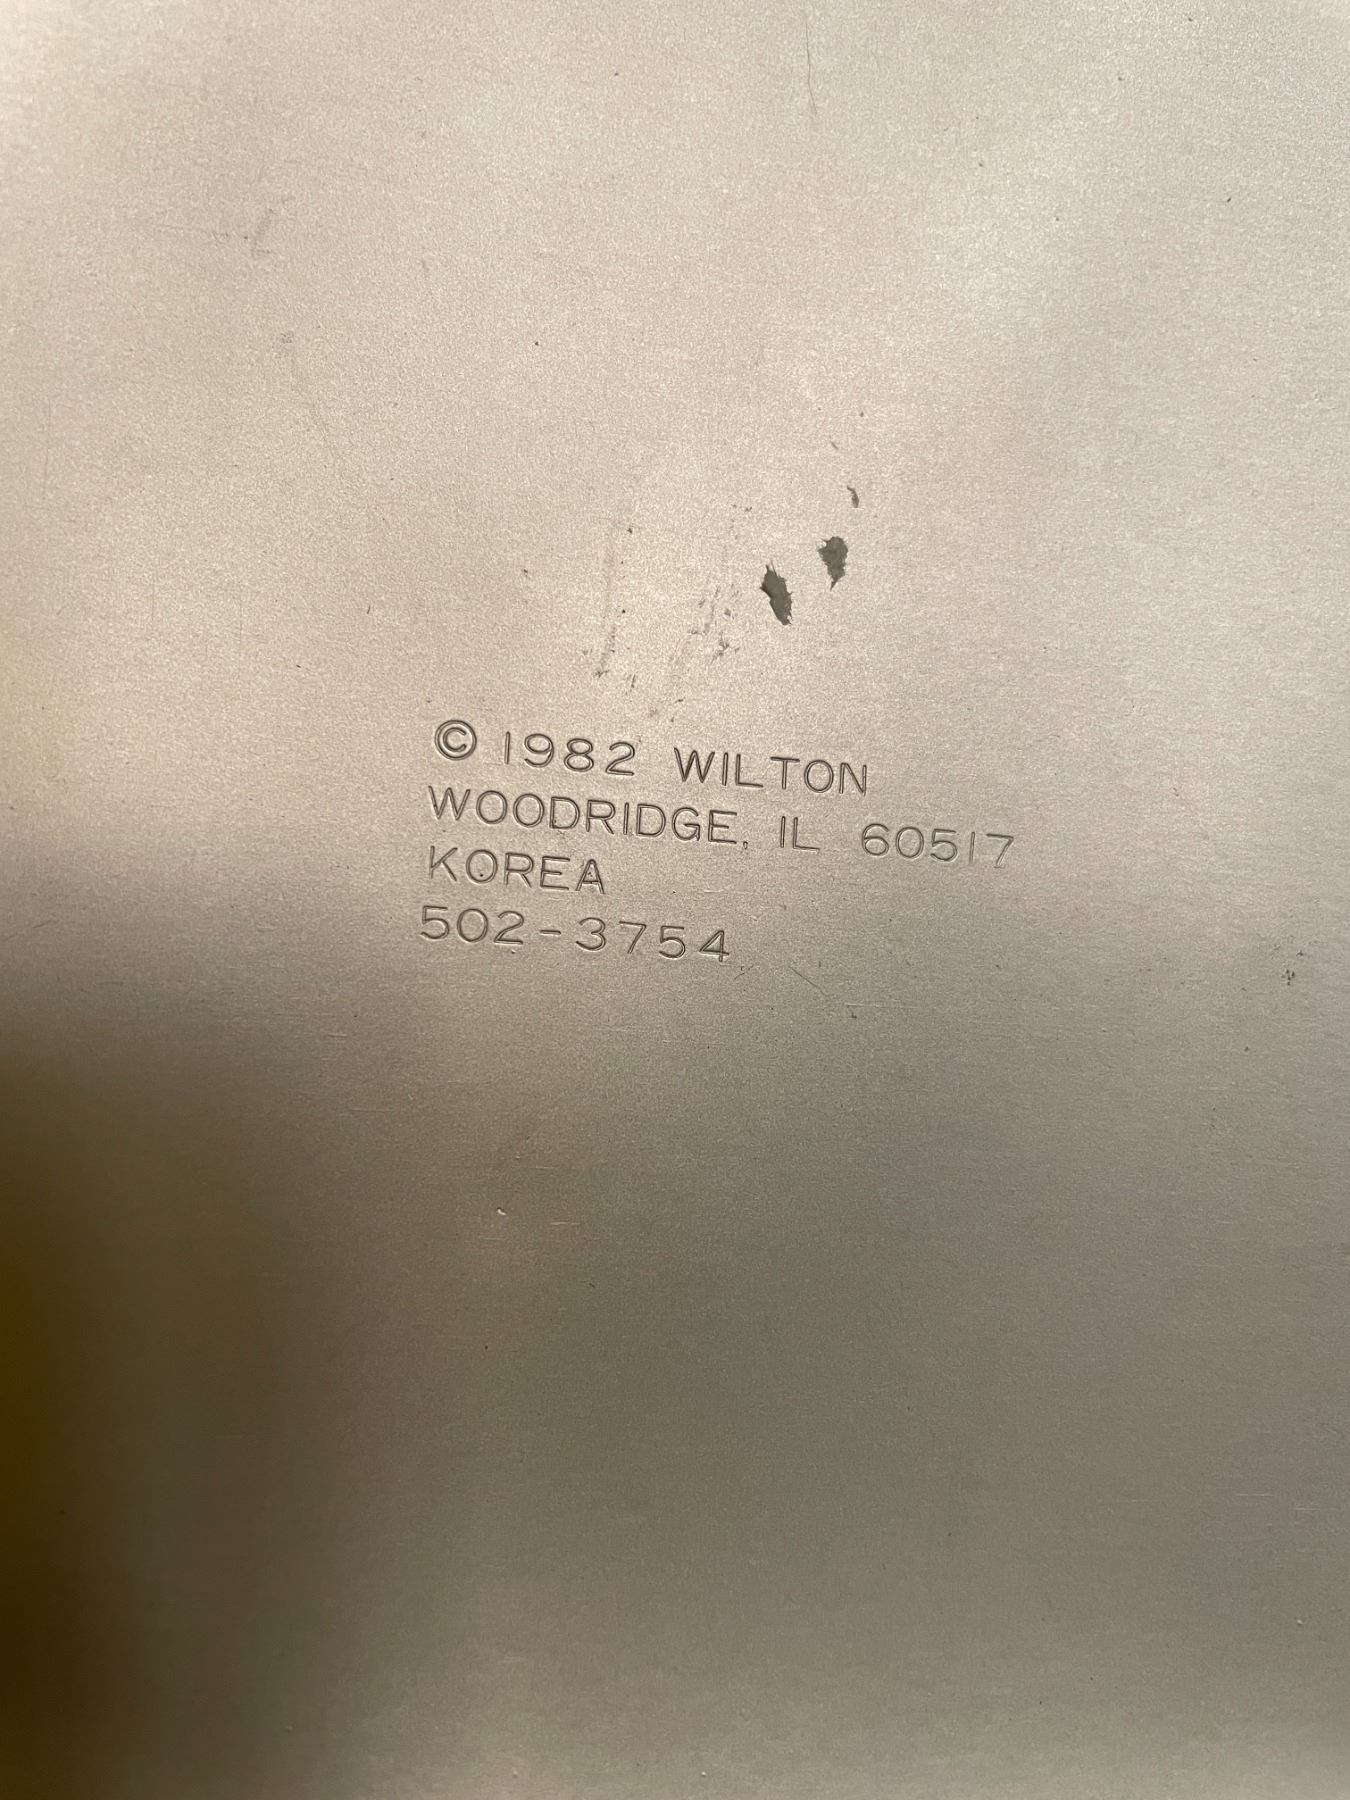 © 1982 WILTON
WOODRIDGE, IL 60517
KOREA
502-3754